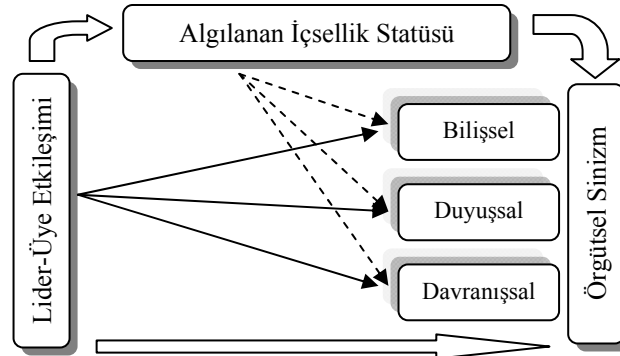 Algılanan İçsellik Statüsü
Lider-Üye Etkileşimi
Bilişsel
Duyuşsal
Davranışsal
Örgütsel Sinizm